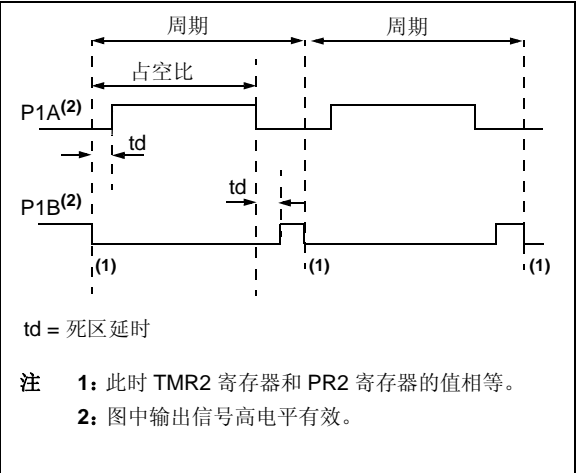 周期 周期
占空比
P1A(2)
td
td
P1B(2)
(1) (1) (1)
td = 死区延时
注 1: 此时 TMR2 寄存器和 PR2 寄存器的值相等。
2: 图中输出信号高电平有效。